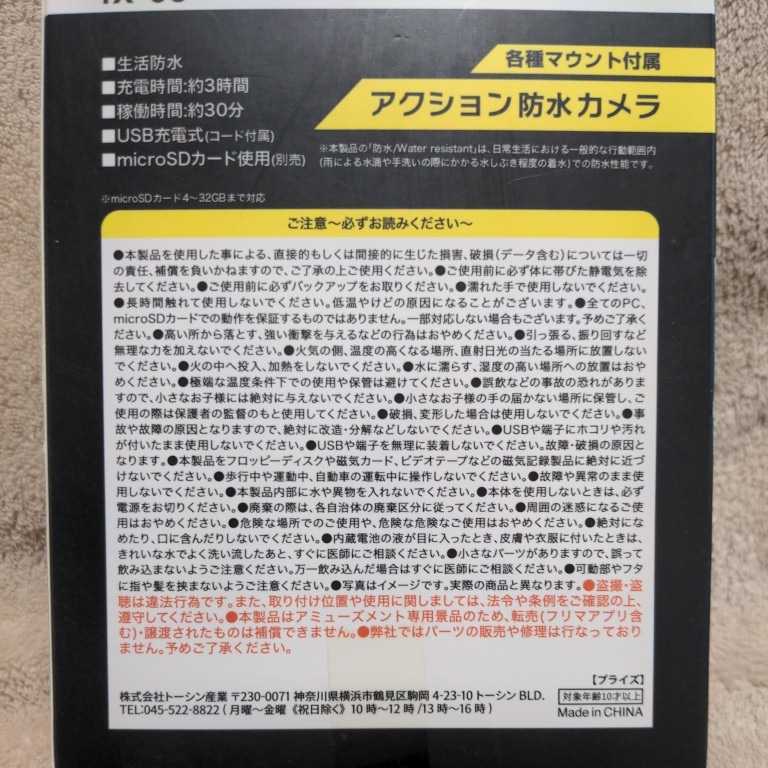 ■生活防水
■充電時間:約3時間
■稼働時間:約30分
■USB充電式(コード付属)
■microSDカード使用(別売)
※microSDカード4〜32GBまで対応
各種マウント付属
アクション防水カメラ
※本製品の「防水/Water resistant」は、日常生活における一般的な行動範囲内
(雨による水滴や手洗いの際にかかる水しぶき程度の着水)での防水性能です。
ご注意〜必ずお読みください〜
●本製品を使用した事による、直接的もしくは間接的に生じた損害、破損(データ含む)については一切
の責任、補償を負いかねますので、ご了承の上ご使用ください。●ご使用前に必ず体に帯びた静電気を除
去してください。●ご使用前に必ずバックアップをお取りください。●濡れた手で使用しないでください。
●長時間触れて使用しないでください。低温やけどの原因になることがございます。●全てのPC、
microSDカードでの動作を保証するものではありません。一部対応しない場合もございます。予めご了承く
ださい。●高い所から落とす、強い衝撃を与えるなどの行為はおやめください。●引っ張る、振り回すなど
無理な力を加えないでください。●火気の側、温度の高くなる場所、直射日光の当たる場所に放置しない
でください。●火の中へ投入、加熱をしないでください。●水に濡らす、湿度の高い場所への放置はおや
めください。●極端な温度条件下での使用や保管は避けてください。●誤飲などの事故の恐れがありま
すので、小さなお子様には絶対に与えないでください。●小さなお子様の手の届かない場所に保管し、ご
使用の際は保護者の監督のもと使用してください。●破損、変形した場合は使用しないでください。●事
故や故障の原因となりますので、絶対に改造・分解などしないでください。●USBや端子にホコリや汚れ
が付いたまま使用しないでください。●USBや端子を無理に装着しないでください。故障・破損の原因と
なります。●本製品をフロッピーディスクや磁気カード、ビデオテープなどの磁気記録製品に絶対に近づ
けないでください。●歩行中や運動中、自動車の運転中に操作しないでください。●故障や異常のまま使
用しないでください。●本製品内部に水や異物を入れないでください。●本体を使用しないときは、必ず
電源をお切りください。●廃棄の際は、各自治体の廃棄区分に従ってください。●周囲の迷惑になるご使
用はおやめください。●危険な場所でのご使用や、危険な危険なご使用はおやめください。●絶対にな
めたり、口に含んだりしないでください。●内蔵電池の液が目に入ったとき、皮膚や衣服に付いたときは、
きれいな水でよく洗い流したあと、すぐに医師にご相談ください。●小さなパーツがありますので、誤って
飲み込まないようご注意ください。万一飲み込んだ場合はすぐに医師にご相談ください。●可動部やフタ
に指や髪を挟まないようご注意ください。●写真はイメージです。実際の商品と異なります。●盗撮・盗
聴は違法行為です。また、取り付け位置や使用に関しましては、法令や条例をご確認の上、
遵守してください。●本製品はアミューズメント専用景品のため、転売(フリマアプリ含
む)・譲渡されたものは補償できません。●弊社ではパーツの販売や修理は行なっており
ません。予めご了承ください。
【プライズ】
株式会社トーシン産業 〒230-0071 神奈川県横浜市鶴見区駒岡 4-23-10 トーシン BLD.
対象年齢10才以上
TEL:045-522-8822 ( 月曜〜金曜《祝日除く》10 時〜12 時 /13 時〜16 時 )
Made in CHINA